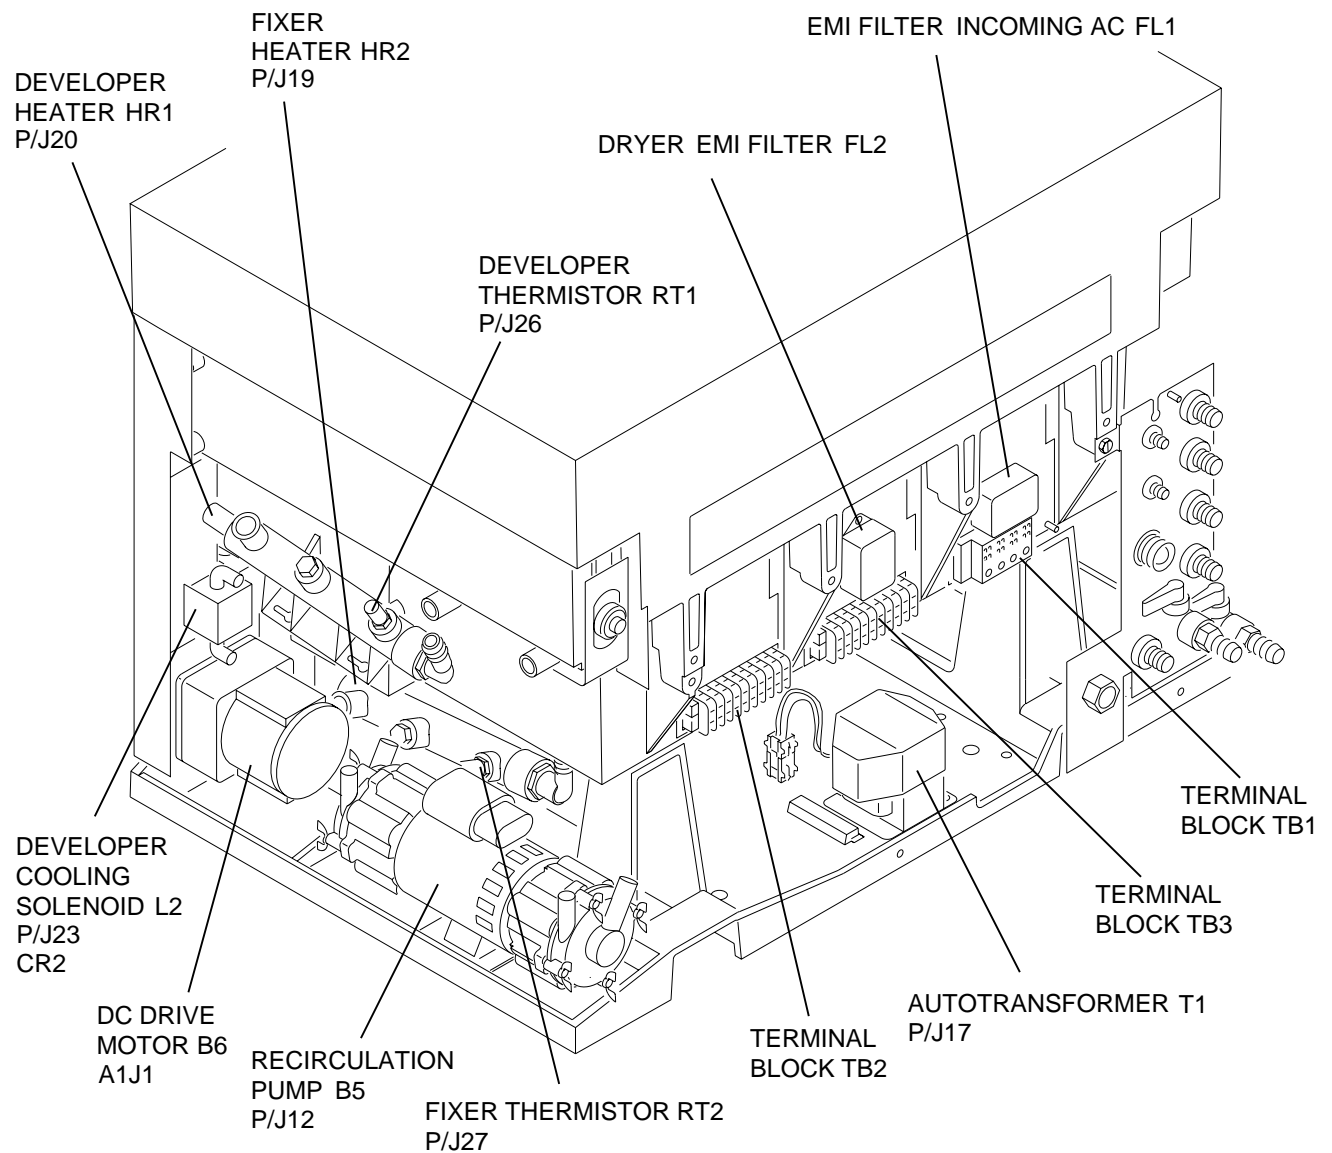 FIXER
HEATER HR2
P/J19
EMI FILTER INCOMING AC FL1
DEVELOPER
HEATER HR1
P/J20
DRYER EMI FILTER FL2
DEVELOPER
THERMISTOR RT1
P/J26
TERMINAL
BLOCK TB1
DEVELOPER
COOLING
SOLENOID L2
P/J23
CR2
TERMINAL
BLOCK TB3
DC DRIVE
MOTOR B6
A1J1
AUTOTRANSFORMER T1
P/J17
TERMINAL
BLOCK TB2
RECIRCULATION
PUMP B5
P/J12
FIXER THERMISTOR RT2
P/J27